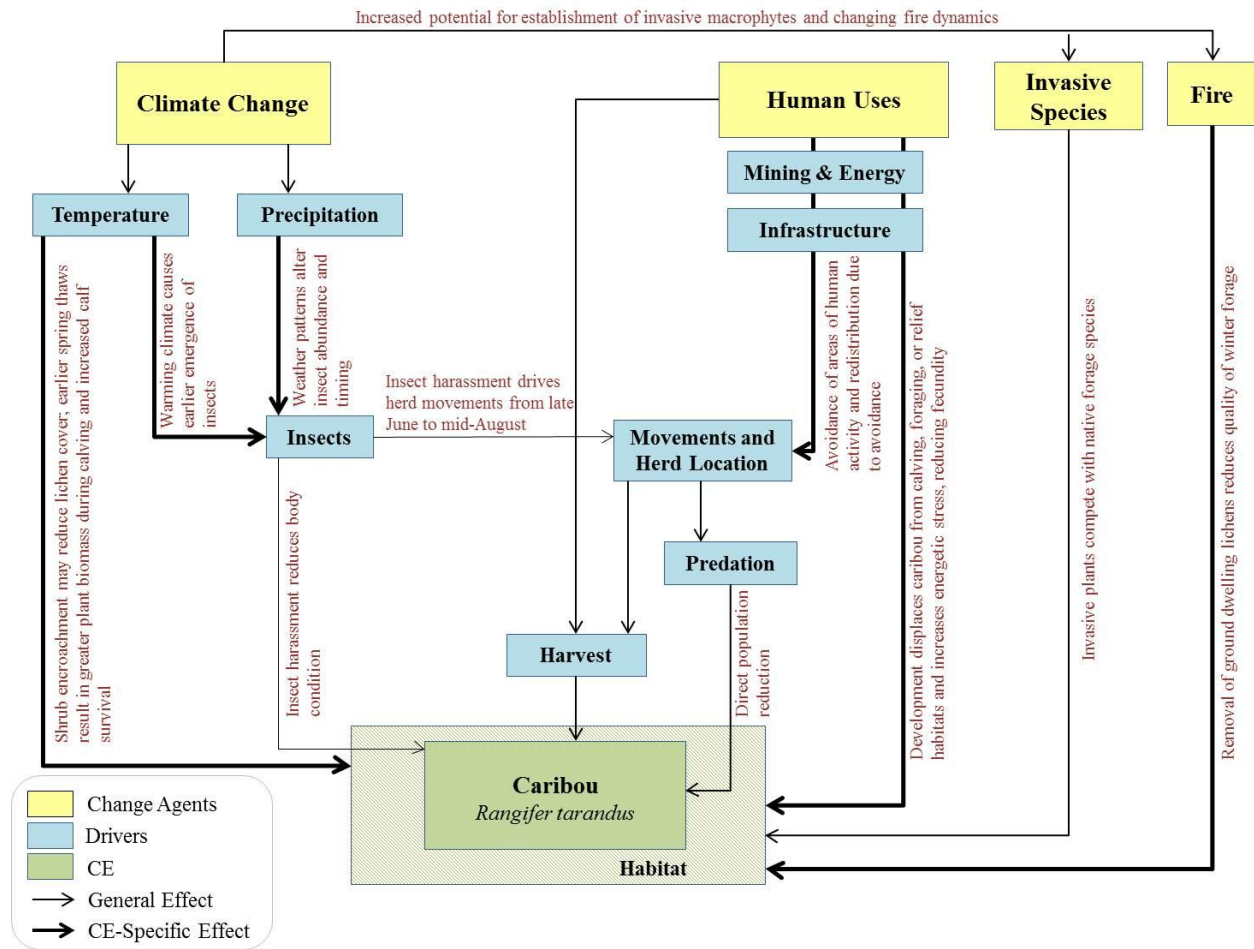 Increased potential for establishment of invasive macrophytes and changing fire dynamics
Climate Change
Human Uses
Invasive
Species
Fire
Mining & Energy
Temperature
Precipitation
Infrastructure
Shrub encroachment may reduce lichen cover; earlier spring thaws
result in greater plant biomass during calving and increased calf
survival
Warming climate causes
earlier emergence of
insects
Weather patterns alter
insect abundance and
timing
Insect harassment drives
herd movements from late
June to mid-August
Avoidance of areas of human
activity and redistribution due
to avoidance
Development displaces caribou from calving, foraging, or relief
habitats and increases energetic stress, reducing fecundity
Invasive plants compete with native forage species
Removal of ground dwelling lichens reduces quality of winter forage
Insects
Movements and
Herd Location
Predation
Insect harassment reduces body
condition
Harvest
Direct population
reduction
Caribou
Rangifer tarandus
Habitat
Change Agents
Drivers
CE
General Effect
CE-Specific Effect